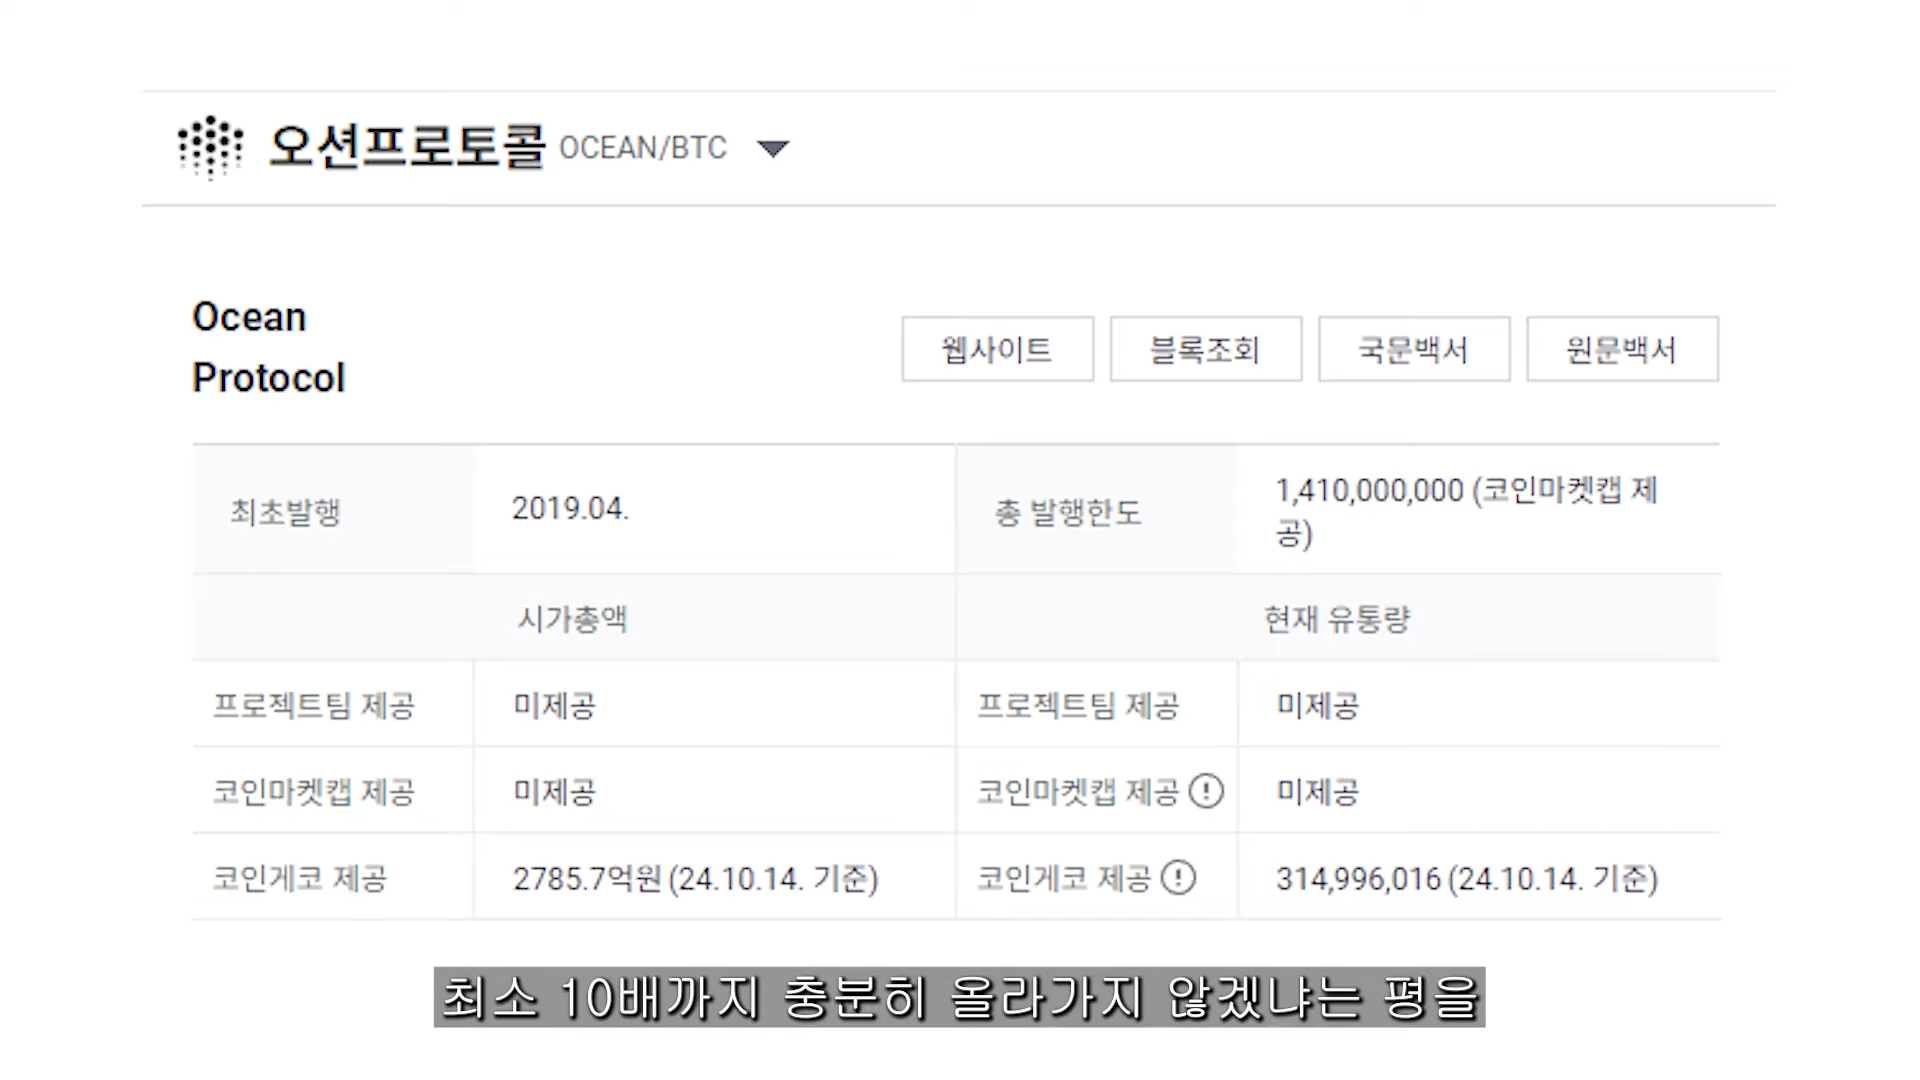 오션프로토콜 OCEAN/BTC
Ocean
Protocol
웹사이트 블록조회 국문백서 원문백서
최초발행 2019.04. 총 발행한도 1,410,000,000 (코인마켓캡 제
공)
시가총액 현재 유통량
프로젝트팀 제공 미제공 프로젝트팀 제공 미제공
코인마켓캡 제공 미제공 코인마켓캡 제공 미제공
코인게코 제공 2785.7억원 (24.10.14. 기준) 코인게코 제공 314,996,016 (24.10.14. 기준)
최소 10배까지 충분히 올라가지 않겠냐는 평을